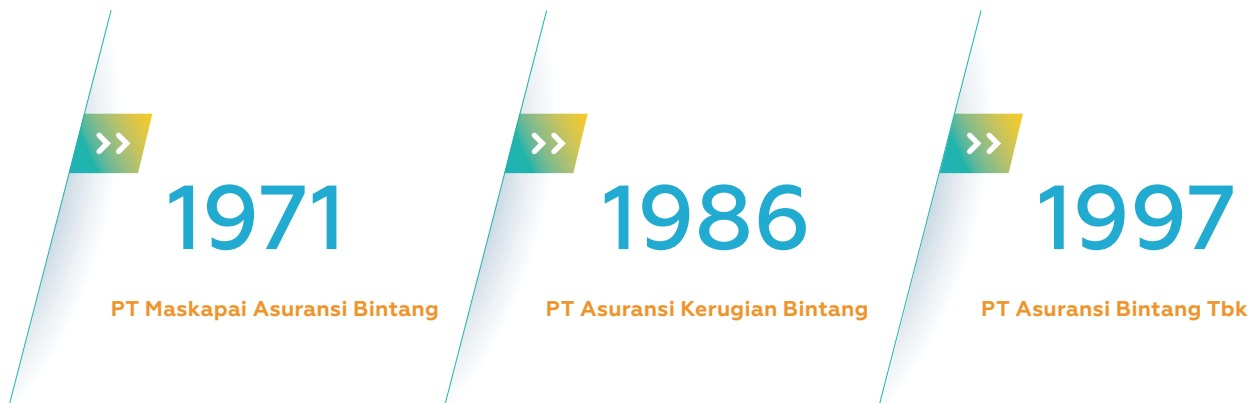 1971
PT Maskapai Asuransi Bintang
1986
PT Asuransi Kerugian Bintang
1997
PT Asuransi Bintang Tbk